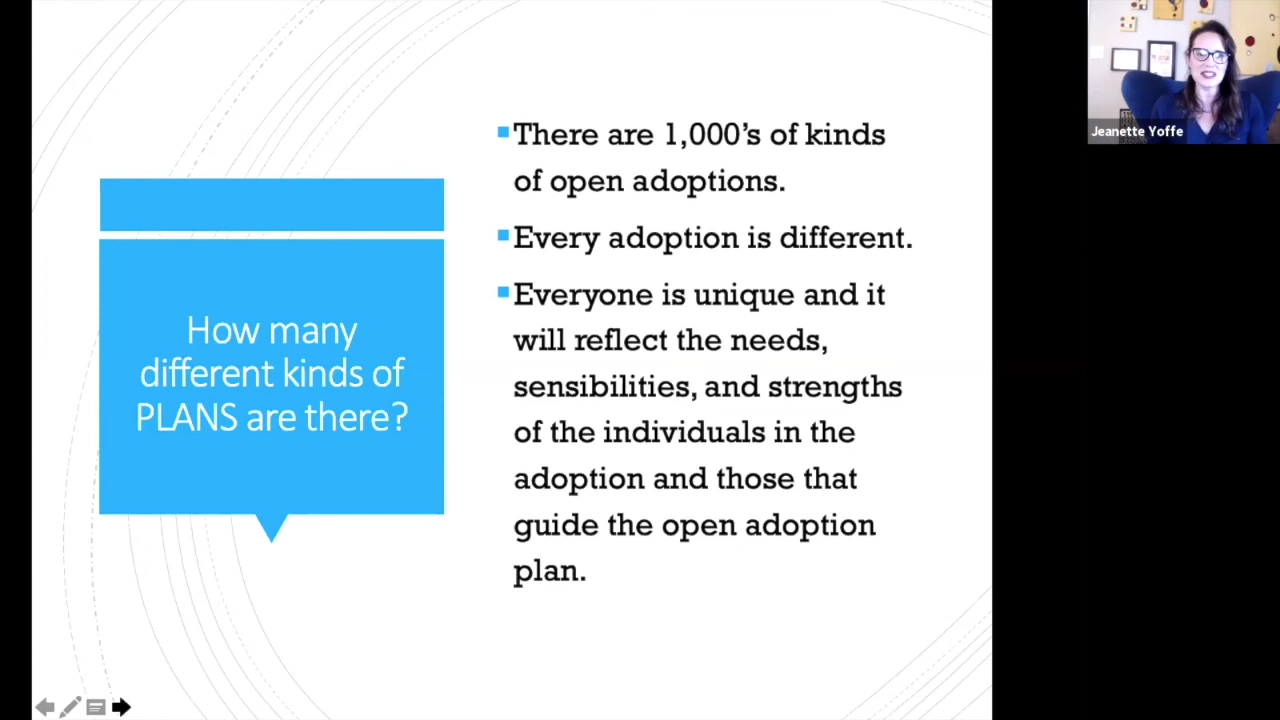 How many
different kinds of
PLANS are there?
There are 1,000’s of kinds
of open adoptions.
Every adoption is different.
Everyone is unique and it
will reflect the needs,
sensibilities, and strengths
of the individuals in the
adoption and those that
guide the open adoption
plan.
Jeanette Yoffe